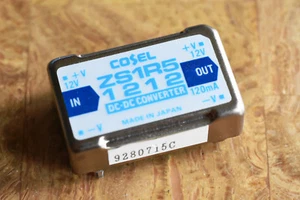 COSEL
+V
12V
ZS1R5
1212
+V
12V
IN
OUT
120mA
DC-DC CONVERTER
-V
-V
MADE IN JAPAN
9280715C